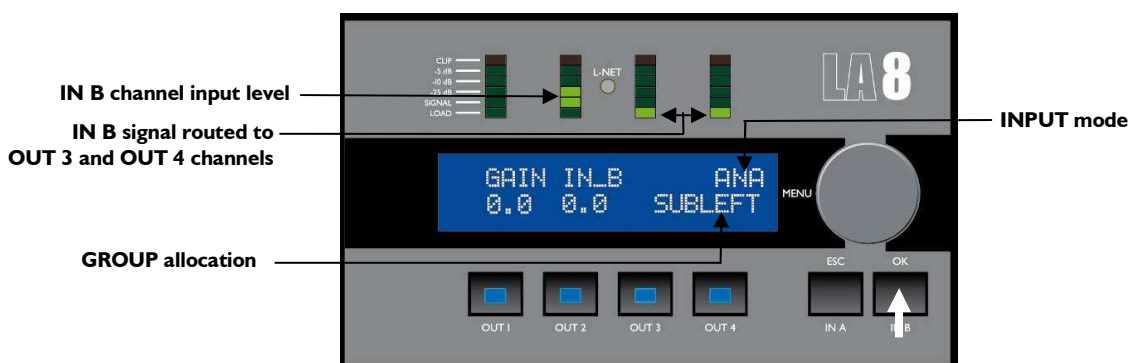 CLIP
-5 dB
-10 dB
-25 dB
SIGNAL
LOAD
L-NET
LA8
IN B channel input level
IN B signal routed to
OUT 3 and OUT 4 channels
INPUT mode
GAIN IN_B ANA
0.0 0.0 SUBLEFT
MENU
GROUP allocation
ESC OK
OUT 1 OUT 2 OUT 3 OUT 4 IN A IN B